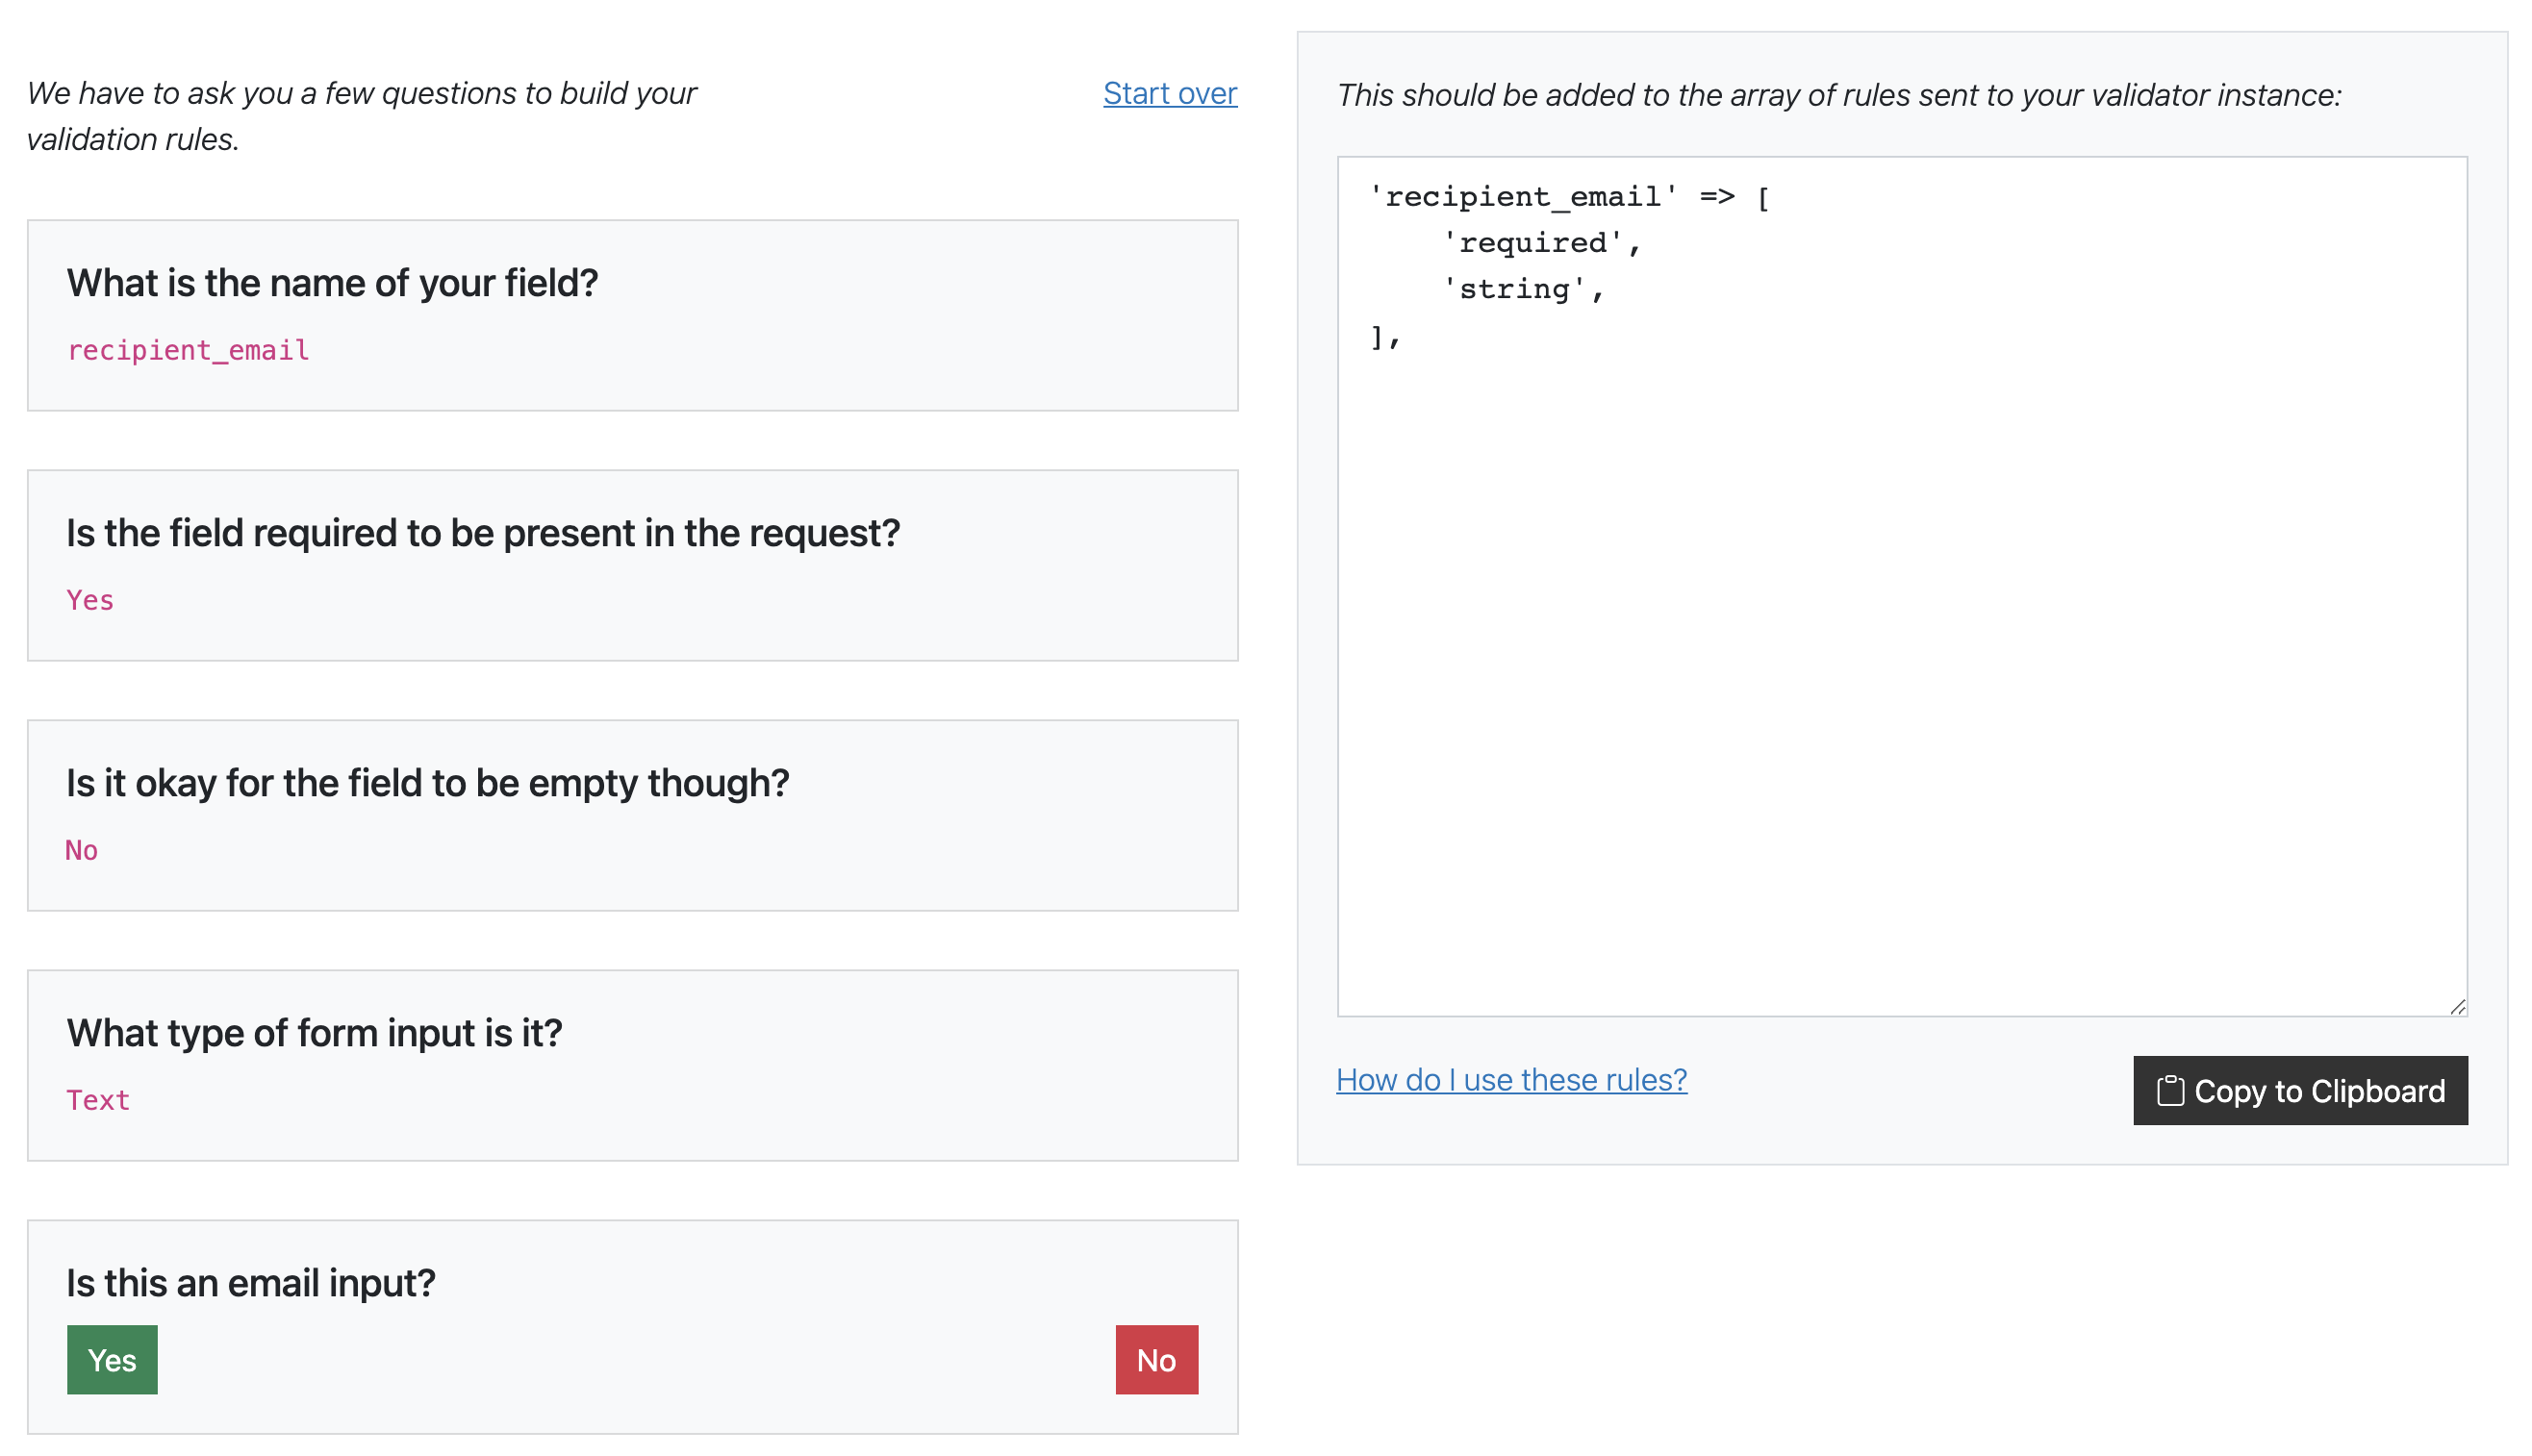 We have to ask you a few questions to build your
validation rules.
Start over
What is the name of your field?
recipient_email
Is the field required to be present in the request?
Yes
Is it okay for the field to be empty though?
No
What type of form input is it?
Text
Is this an email input?
Yes
No
This should be added to the array of rules sent to your validator instance:
'recipient_email' => [
    'required',
    'string',
],
How do I use these rules?
Copy to Clipboard